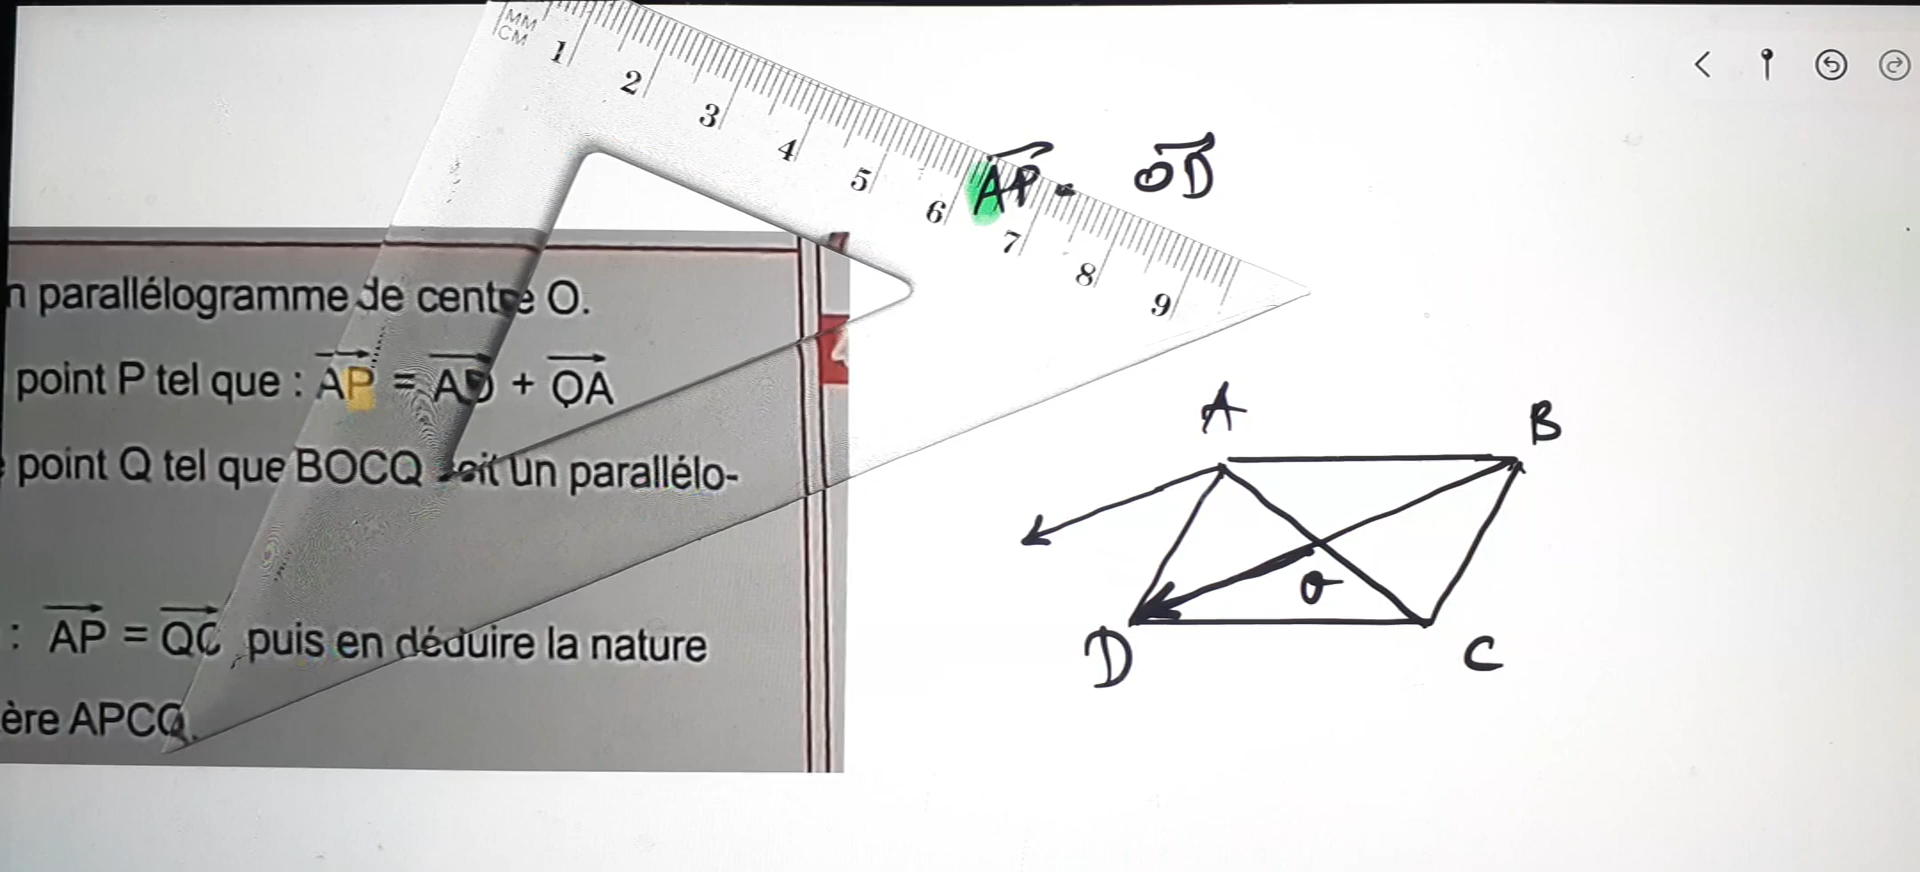 MM
CM
1 2 3 4 5 6 7 8 9
AP = OD
n parallélogramme de centre O.
point P tel que : AP = AD + OA
point Q tel que BOCQ soit un parallélo-
: AP = QC, puis en déduire la nature
ère APCQ.
4
A
B
O
D
C